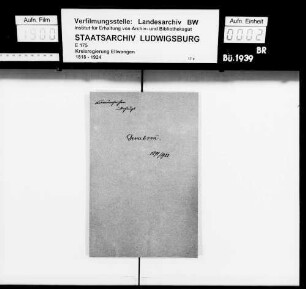 Aufn. Film
1900
Verfilmungsstelle: Landesarchiv BW
Institut für Erhaltung von Archiv- und Bibliotheksgut
STAATSARCHIV LUDWIGSBURG
E 175
Kreisregierung Ellwangen
1818 - 1924
Aufn. Einheit
0002
BR
Bü.1939